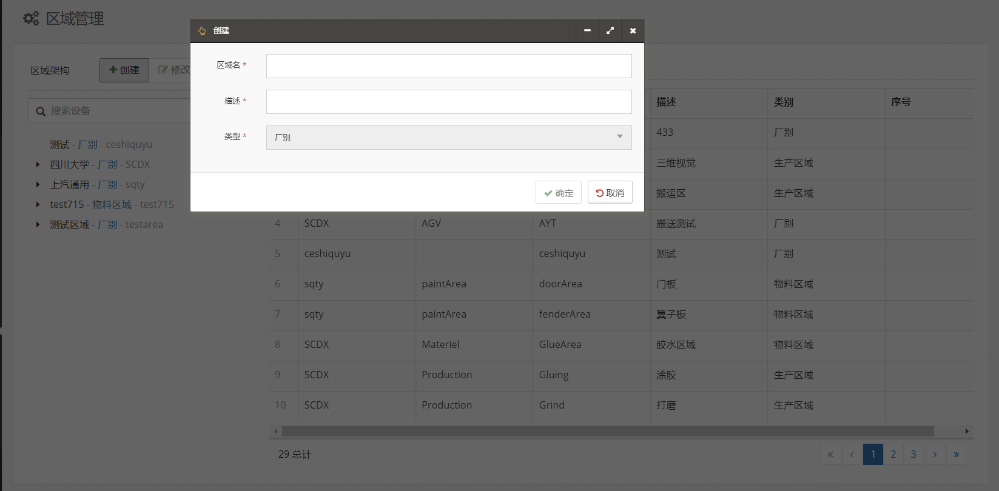 区域管理
创建
区域架构
创建
修改
搜索设备
测试 - 厂别 - ceshiquyu
四川大学 - 厂别 - SCDX
上汽通用 - 厂别 - sqty
test715 - 物料区域 - test715
测试区域 - 厂别 - testarea
区域名 *
描述 *
类型 *
厂别
确定
取消
描述 类别 序号
433 厂别
三维视觉 生产区域
搬运区 生产区域
4 SCDX AGV AYT 搬送测试 厂别
5 ceshiquyu ceshiquyu 测试 厂别
6 sqty paintArea doorArea 门板 物料区域
7 sqty paintArea fenderArea 翼子板 物料区域
8 SCDX Materiel GlueArea 胶水区域 物料区域
9 SCDX Production Gluing 涂胶 生产区域
10 SCDX Production Grind 打磨 生产区域
29 总计
« ‹ 1 2 3 › »